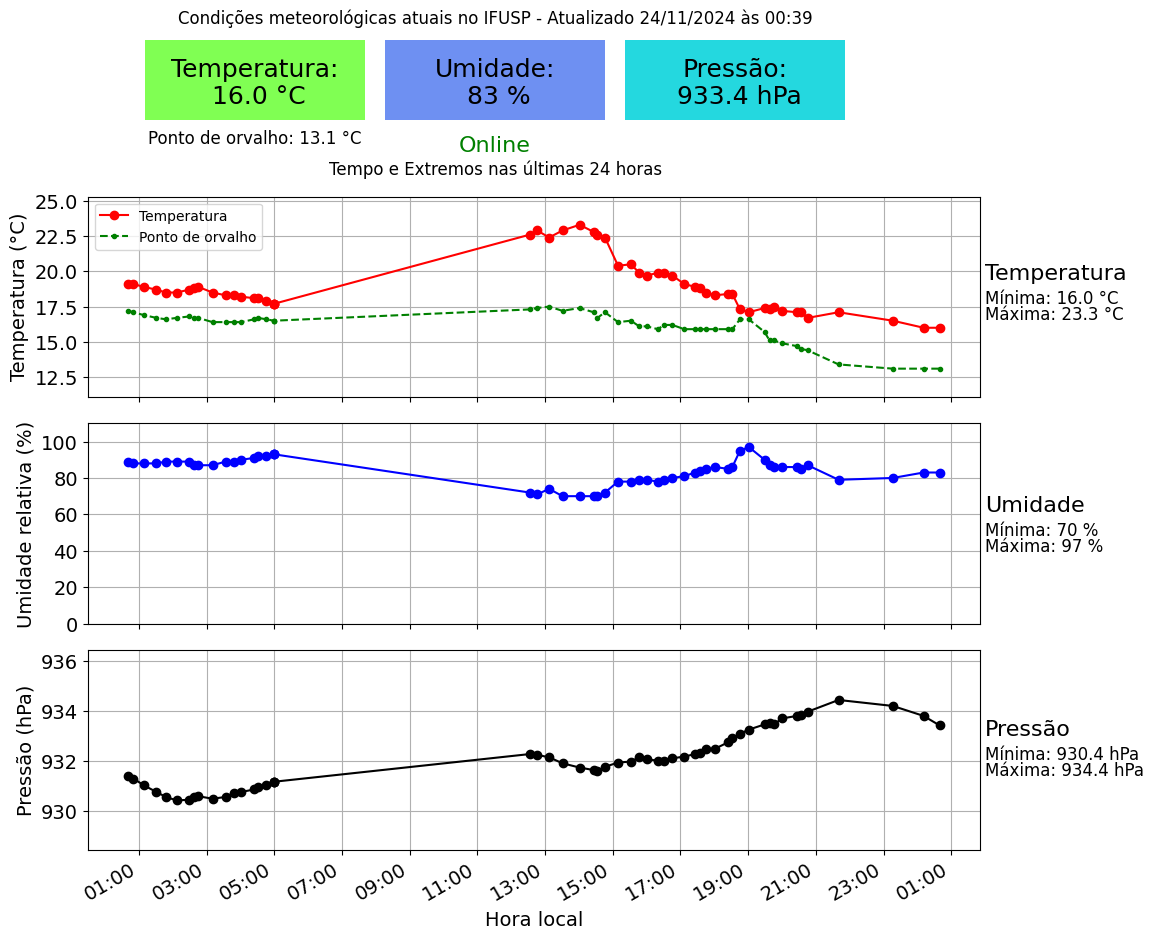 Condições meteorológicas atuais no IFUSP - Atualizado 24/11/2024 às 00:39
Temperatura:
16.0 °C
Umidade:
83 %
Pressão:
933.4 hPa
Ponto de orvalho: 13.1 °C
Online
Tempo e Extremos nas últimas 24 horas
Temperatura (°C)
25.0
22.5
20.0
17.5
15.0
12.5
Temperatura
Ponto de orvalho
Temperatura
Mínima: 16.0 °C
Máxima: 23.3 °C
Umidade relativa (%)
100
80
60
40
20
0
Umidade
Mínima: 70 %
Máxima: 97 %
Pressão (hPa)
936
934
932
930
Pressão
Mínima: 930.4 hPa
Máxima: 934.4 hPa
01:00 03:00 05:00 07:00 09:00 11:00 13:00 15:00 17:00 19:00 21:00 23:00 01:00
Hora local